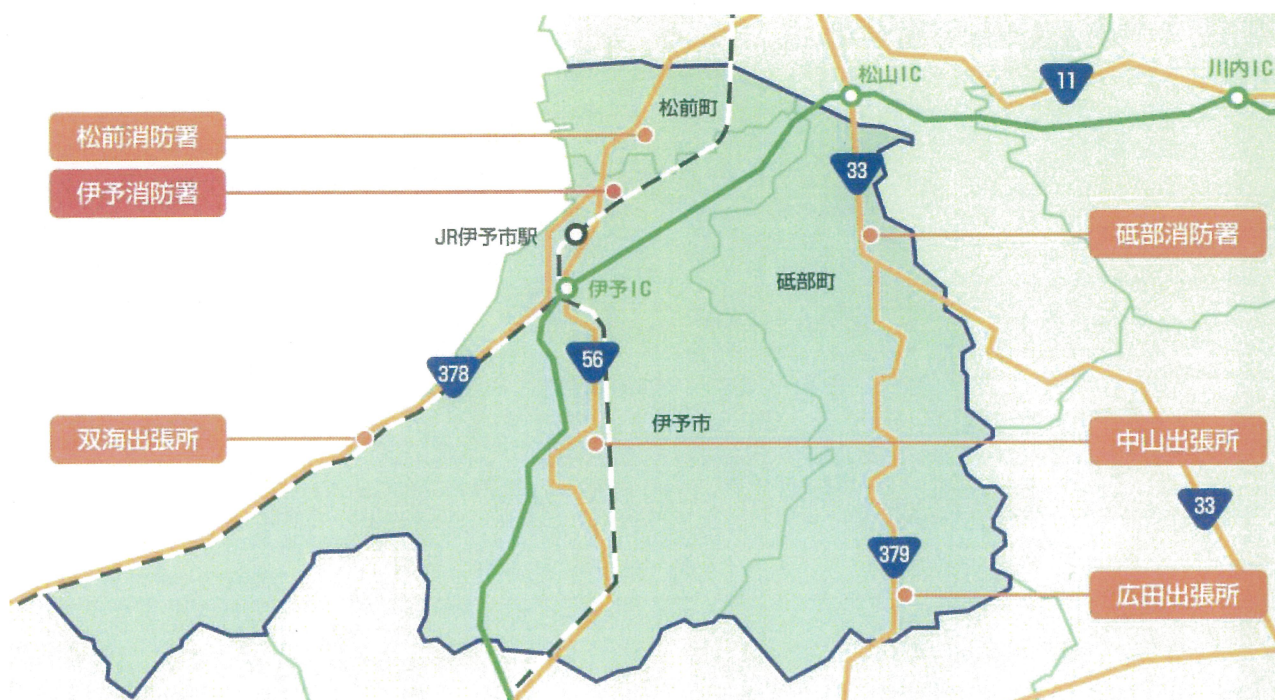 松山IC
川内IC
11
松前町
松前消防署
33
伊予消防署
JR伊予市駅
砥部消防署
砥部町
伊予IC
56
378
双海出張所
伊予市
中山出張所
33
379
広田出張所